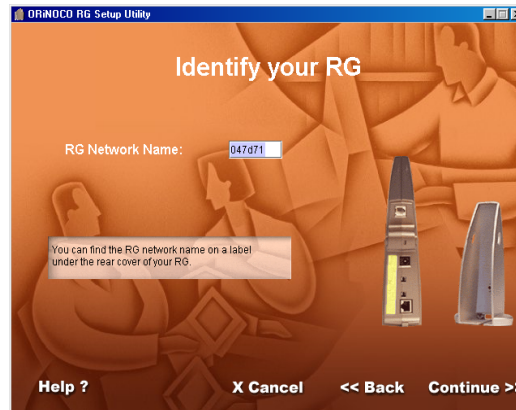 ORiNOCO RG Setup Utility
Identify your RG
RG Network Name: 047d71
You can find the RG network name on a label
under the rear cover of your RG.
Help ? X Cancel << Back Continue >>